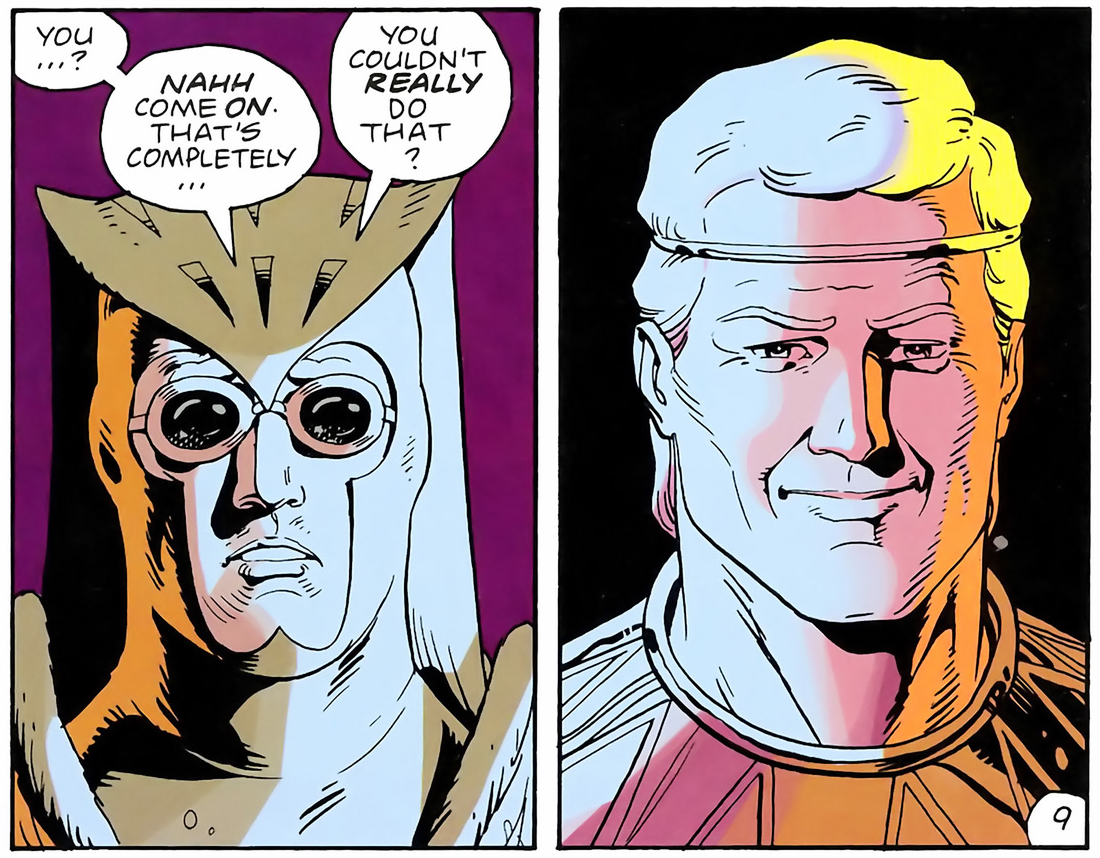 YOU
...?
NAHH
COME ON.
THAT'S
COMPLETELY
...
YOU
COULDN'T
REALLY
DO
THAT
?
9